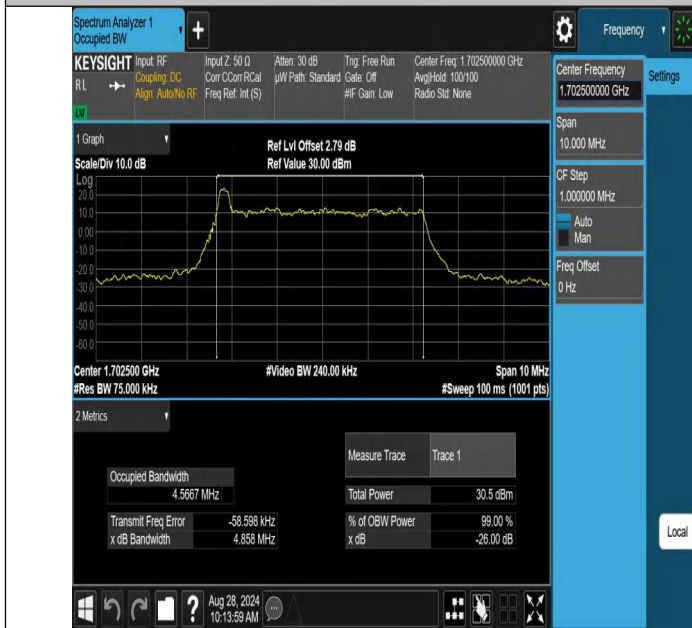 Spectrum Analyzer 1
Occupied BW
+
Frequency
KEYSIGHT
RL
Input: RF
Coupling: DC
Align: Auto/No RF
Input Z: 50 Ω
Corr CCorr RCal
Freq Ref: Int (S)
Atten: 30 dB
µW Path: Standard
Trig: Free Run
Gate: Off
#IF Gain: Low
Center Freq: 1.702500000 GHz
Avg|Hold: 100/100
Radio Std: None
Center Frequency
1.702500000 GHz
Settings
Span
10.000 MHz
CF Step
1.000000 MHz
Auto
Man
Freq Offset
0 Hz
Local
1 Graph
Scale/Div 10.0 dB
Ref Lvl Offset 2.79 dB
Ref Value 30.00 dBm
Log
20.0
10.0
0.00
-10.0
-20.0
-30.0
-40.0
-50.0
-60.0
Center 1.702500 GHz
#Res BW 75.000 kHz
#Video BW 240.00 kHz
Span 10 MHz
#Sweep 100 ms (1001 pts)
2 Metrics
Measure Trace
Trace 1
Occupied Bandwidth
4.5667 MHz
Total Power
30.5 dBm
Transmit Freq Error
-58.598 kHz
% of OBW Power
99.00 %
x dB Bandwidth
4.858 MHz
x dB
-26.00 dB
?
Aug 28, 2024
10:13:59 AM